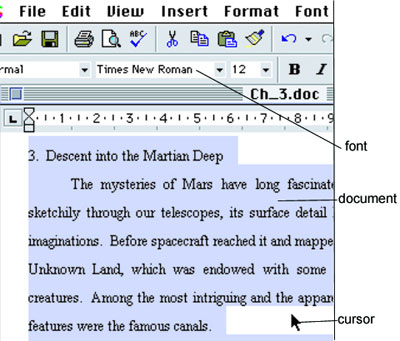 File Edit View Insert Format Font
rmal Times New Roman 12 B I
Ch_3.doc
L 1 2 3 4 5 6 7 8 9
font
3. Descent into the Martian Deep
The mysteries of Mars have long fascinate
document
sketchily through our telescopes, its surface detail
imaginations. Before spacecraft reached it and mappe
Unknown Land, which was endowed with some
creatures. Among the most intriguing and the appar
cursor
features were the famous canals.